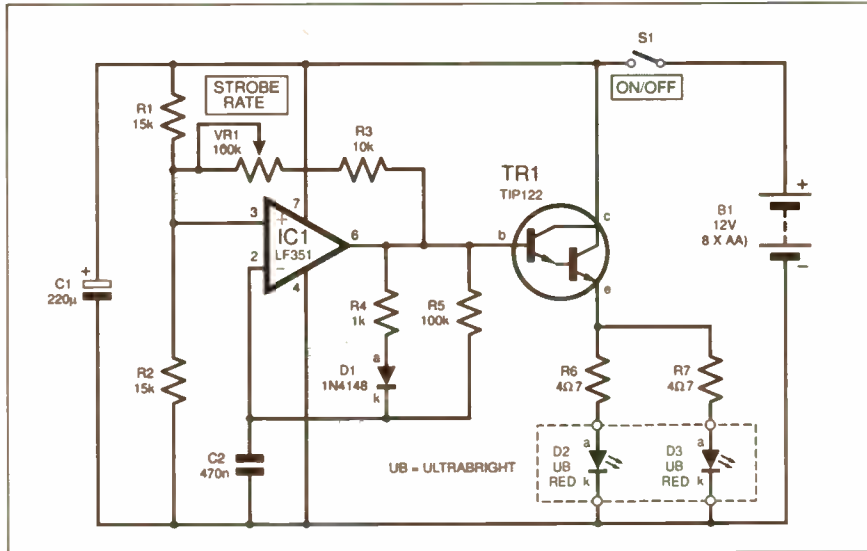 S1
ON/OFF
STROBE
RATE
R1
15k
VR1
100k
R3
10k
TR1
TIP122
3
7
+
IC1
LF351
2
−
4
6
b
c
e
B1
12V
8 X AA)
+
−
+
C1
220µ
R4
1k
R5
100k
R2
15k
a
D1
1N4148
k
R6
4Ω7
R7
4Ω7
C2
470n
UB = ULTRABRIGHT
a
D2
UB
RED
k
a
D3
UB
RED
k